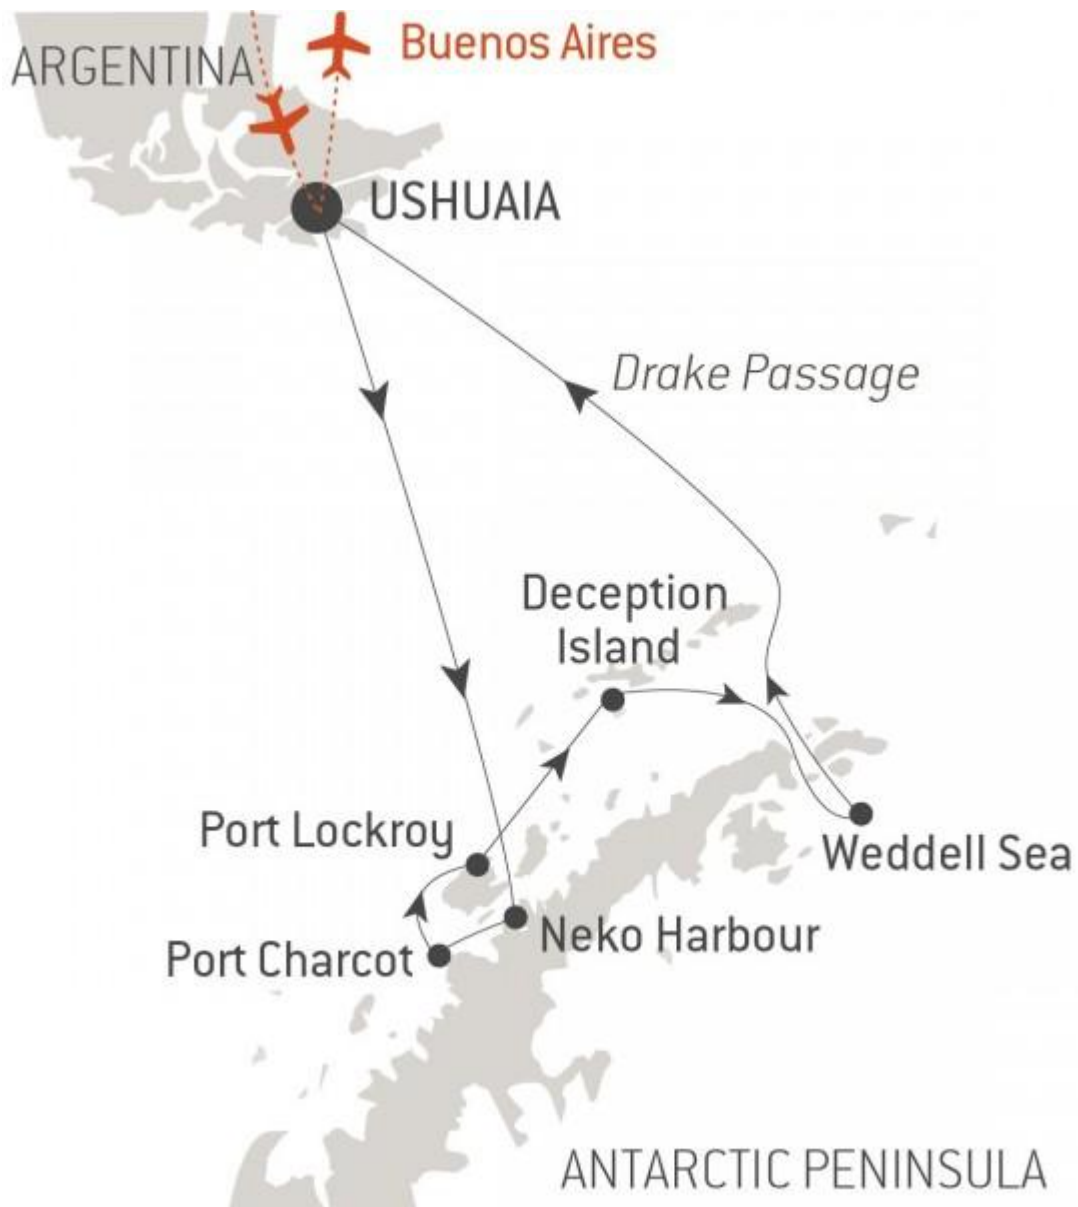 Buenos Aires
ARGENTINA
USHUAIA
Drake Passage
Deception
Island
Port Lockroy
Weddell Sea
Neko Harbour
Port Charcot
ANTARCTIC PENINSULA